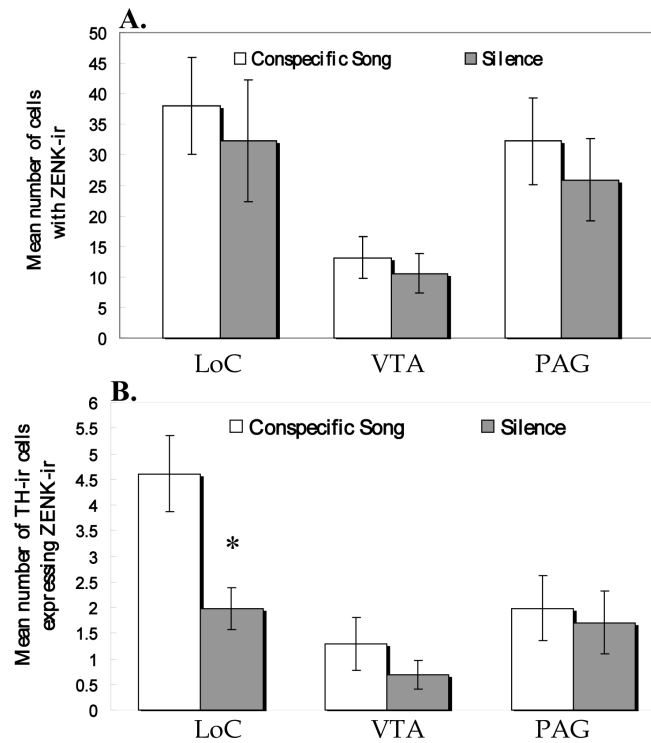 A.
50
45
40
35
30
25
20
15
10
5
0
Mean number of cells
with ZENK-ir
Conspecific Song
Silence
LoC
VTA
PAG
B.
6
5.5
5
4.5
4
3.5
3
2.5
2
1.5
1
0.5
0
Mean number of TH-ir cells
expressing ZENK-ir
Conspecific Song
Silence
*
LoC
VTA
PAG